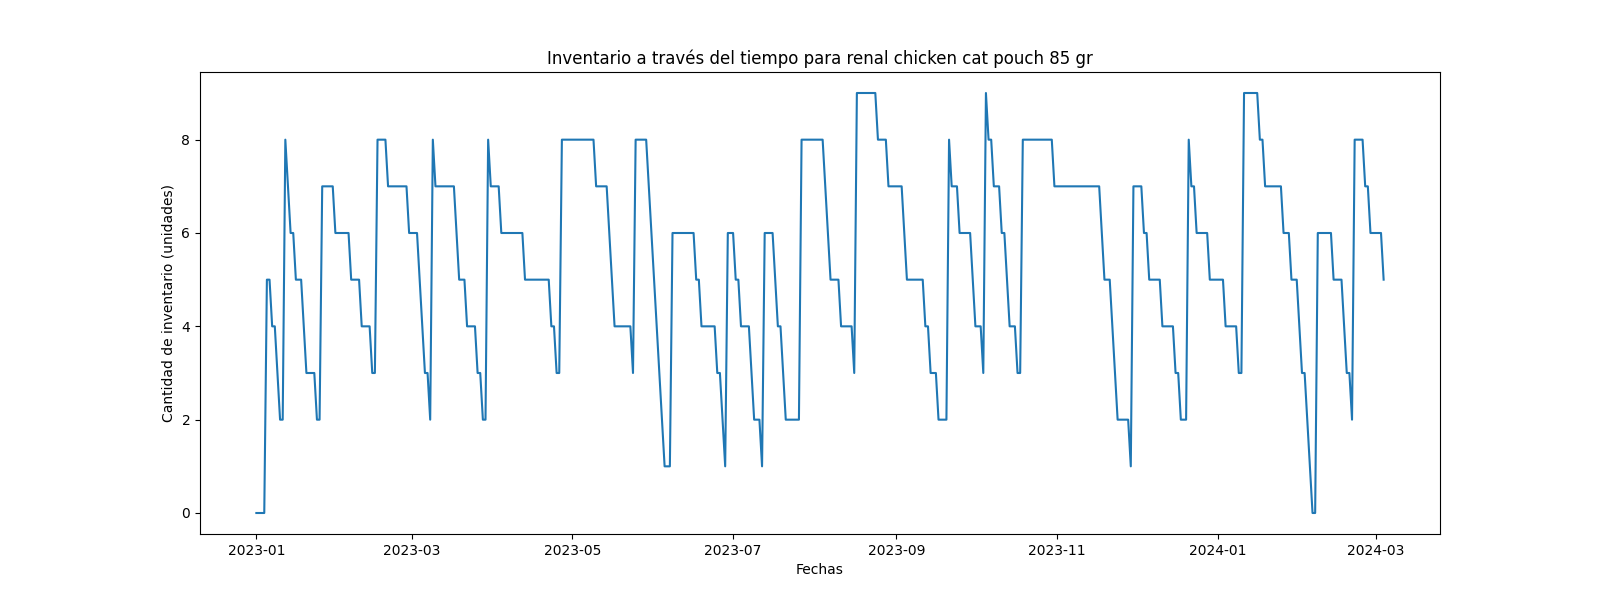 Inventario a través del tiempo para renal chicken cat pouch 85 gr
Cantidad de inventario (unidades)
8
6
4
2
0
2023-01 2023-03 2023-05 2023-07 2023-09 2023-11 2024-01 2024-03
Fechas